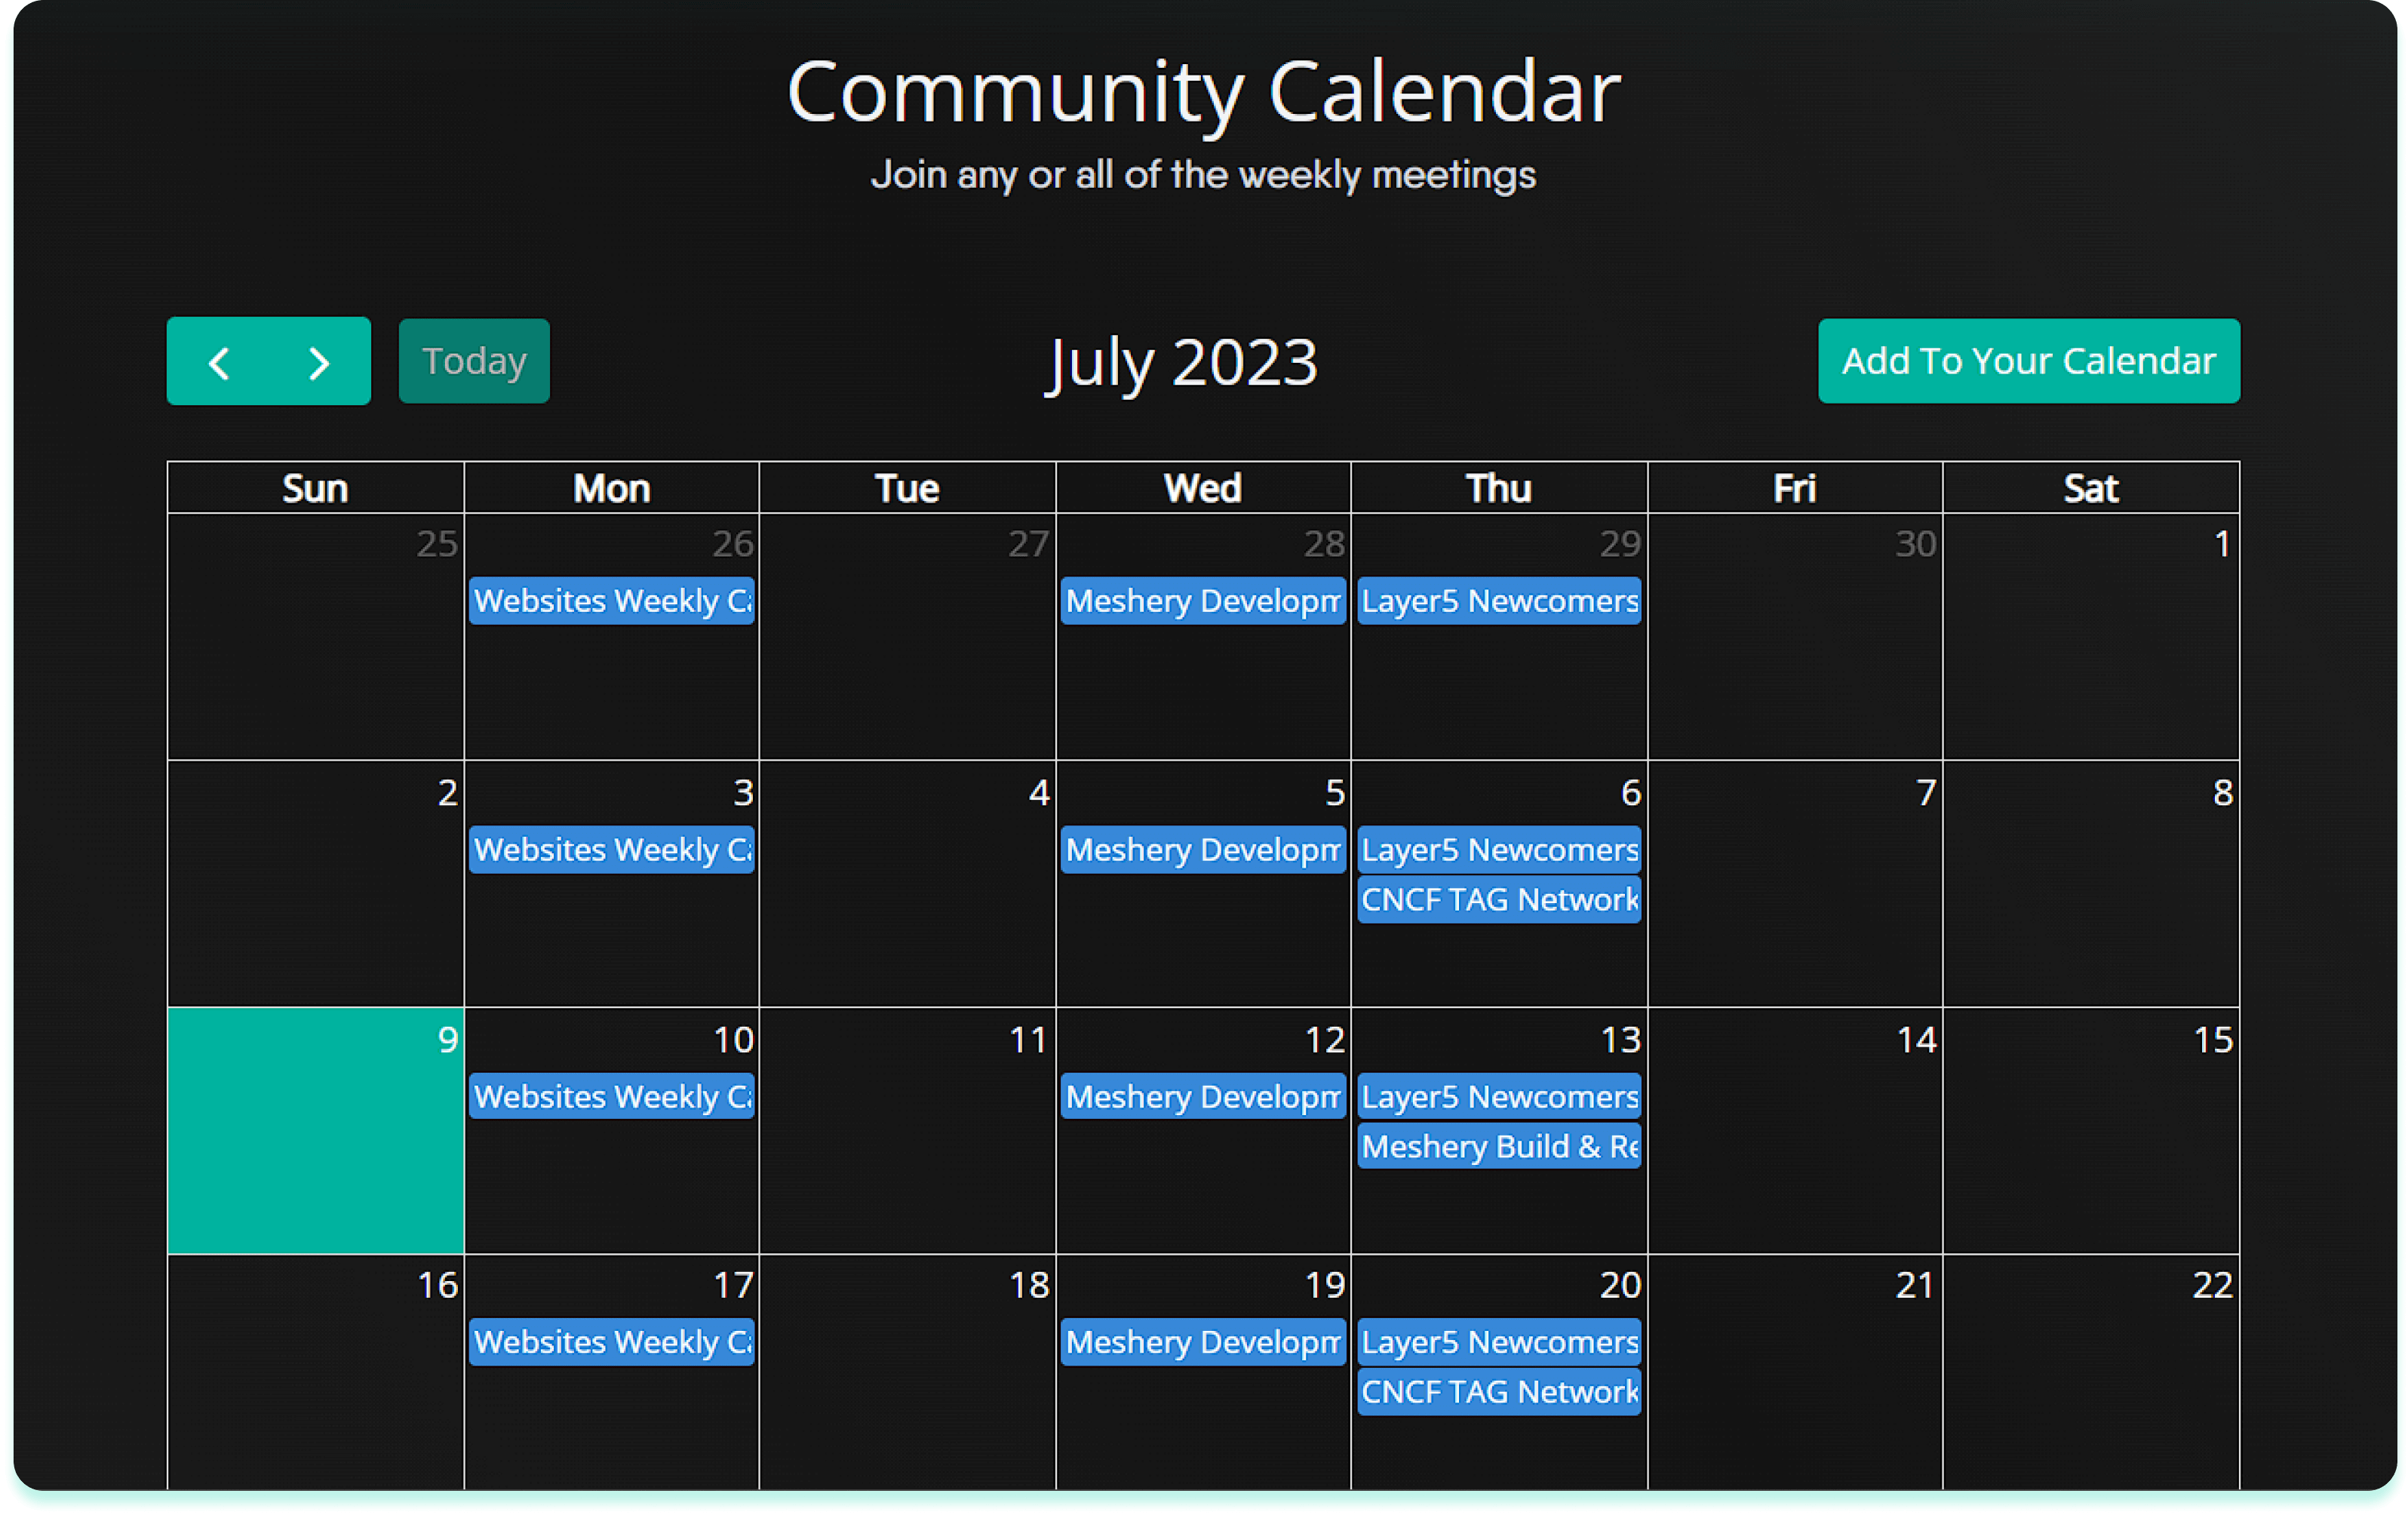 Community Calendar
Join any or all of the weekly meetings
Today
July 2023
Add To Your Calendar
Sun Mon Tue Wed Thu Fri Sat
25 26 27 28 29 30 1
Websites Weekly Meshery Developm Layer5 Newcomers
2 3 4 5 6 7 8
Websites Weekly Meshery Developm Layer5 Newcomers
CNCF TAG Network
9 10 11 12 13 14 15
Websites Weekly Meshery Developm Layer5 Newcomers
Meshery Build & Re
16 17 18 19 20 21 22
Websites Weekly Meshery Developm Layer5 Newcomers
CNCF TAG Network